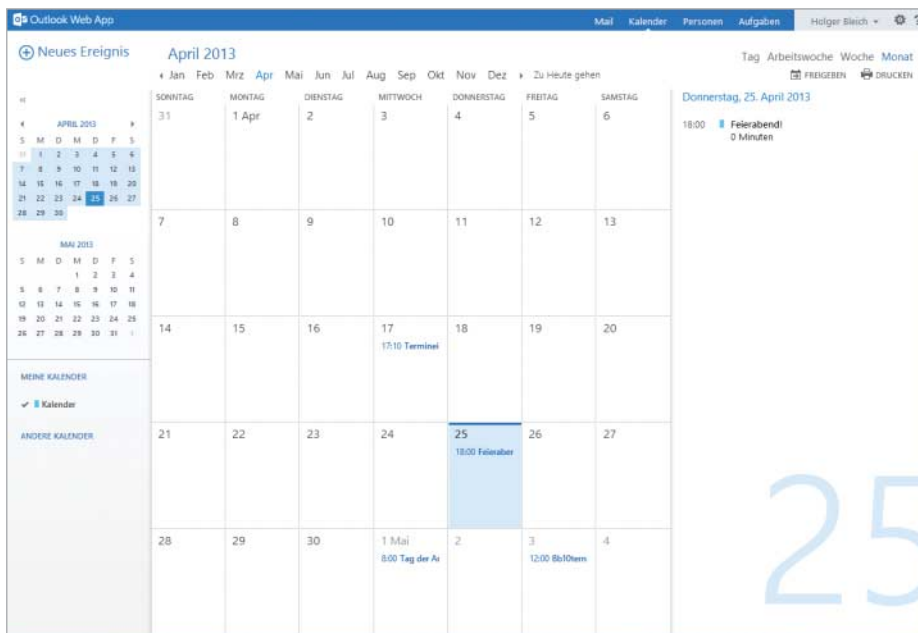 Outlook Web App
Mail Kalender Personen Aufgaben Holger Bleich ?
Neues Ereignis
April 2013
Jan Feb Mrz Apr Mai Jun Jul Aug Sep Okt Nov Dez Zu Heute gehen
Tag Arbeitswoche Woche Monat
FREIGEBEN DRUCKEN
«
APRIL 2013
S M D M D F S
31 1 2 3 4 5 6
7 8 9 10 11 12 13
14 15 16 17 18 19 20
21 22 23 24 25 26 27
28 29 30
MAI 2013
S M D M D F S
1 2 3 4
5 6 7 8 9 10 11
12 13 14 15 16 17 18
19 20 21 22 23 24 25
26 27 28 29 30 31 1
MEINE KALENDER
Kalender
ANDERE KALENDER
SONNTAG MONTAG DIENSTAG MITTWOCH DONNERSTAG FREITAG SAMSTAG
31 1 Apr 2 3 4 5 6
7 8 9 10 11 12 13
14 15 16 17 18 19 20
17:10 Terminei
21 22 23 24 25 26 27
18:00 Feieraber
28 29 30 1 Mai 2 3 4
8:00 Tag der Ar 12:00 Bb10tem
Donnerstag, 25. April 2013
18:00 Feierabend!
0 Minuten
25